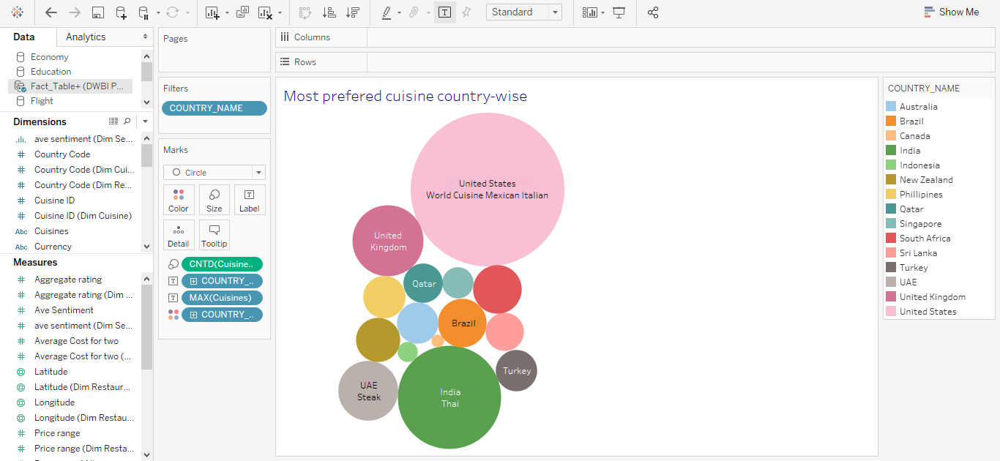 Standard
Show Me
Data
Analytics
Economy
Education
Fact_Table+ (DWBI P...
Flight
Dimensions
ave sentiment (Dim Se...
Country Code
Country Code (Dim Cui...
Country Code (Dim Re...
Cuisine ID
Cuisine ID (Dim Cuisine)
Abc Cuisines
Abc Currency
Measures
Aggregate rating
Aggregate rating (Dim ...
Ave Sentiment
ave sentiment (Dim Se...
Average Cost for two
Average Cost for two (...
Latitude
Latitude (Dim Restaur...
Longitude
Longitude (Dim Restau...
Price range
Price range (Dim Resta...
Pages
Filters
COUNTRY_NAME
Marks
Circle
Color
Size
Label
Detail
Tooltip
CNTD(Cuisine..
COUNTRY_..
MAX(Cuisines)
COUNTRY_..
Columns
Rows
Most prefered cuisine country-wise
United States
World Cuisine Mexican Italian
United
Kingdom
Qatar
Brazil
Turkey
UAE
Steak
India
Thai
COUNTRY_NAME
Australia
Brazil
Canada
India
Indonesia
New Zealand
Phillipines
Qatar
Singapore
South Africa
Sri Lanka
Turkey
UAE
United Kingdom
United States